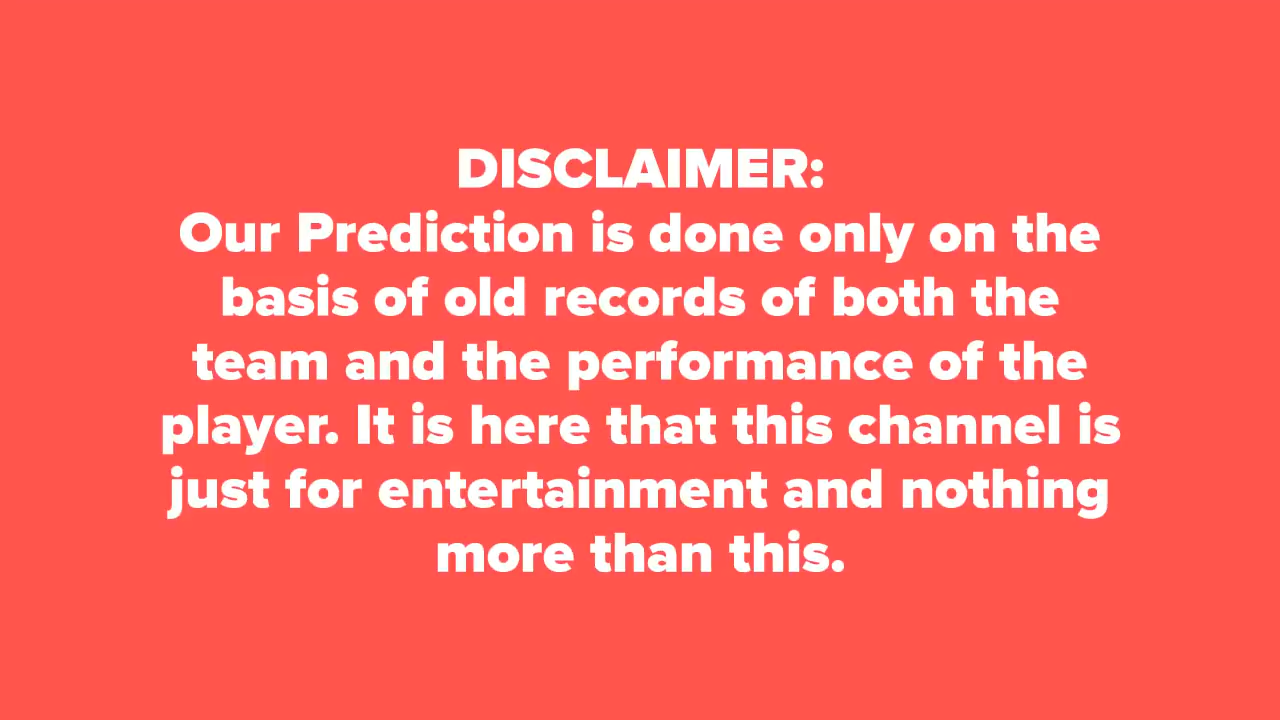 DISCLAIMER:
Our Prediction is done only on the
basis of old records of both the
team and the performance of the
player. It is here that this channel is
just for entertainment and nothing
more than this.